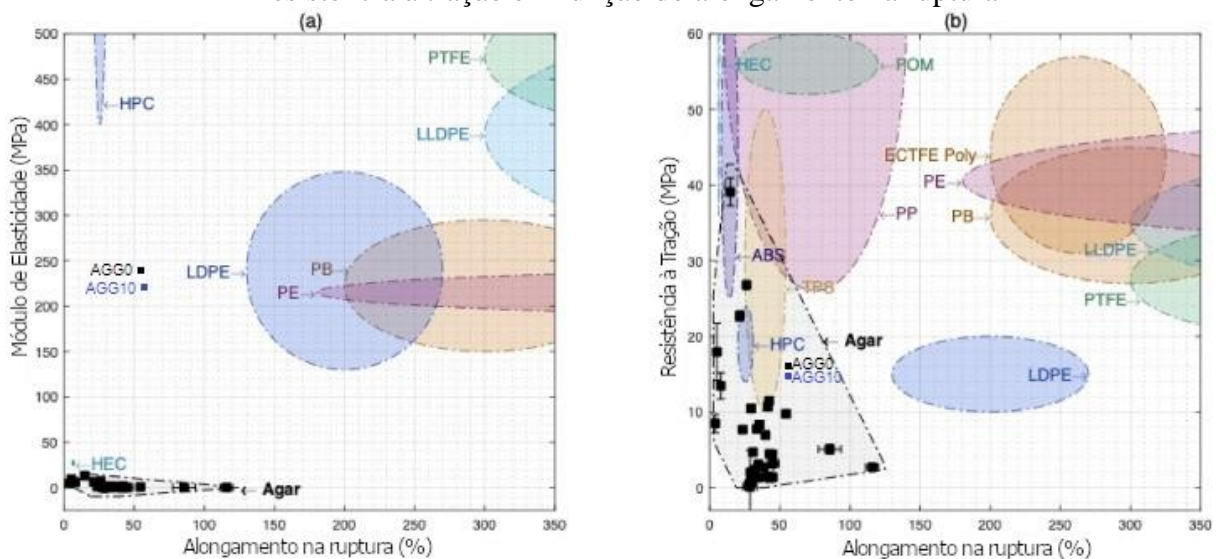 (a)
500
450
400
350
300
250
200
150
100
50
0
Módulo de Elasticidade (MPa)
HPC
PTFE
LLDPE
AGG0
AGG10
LDPE
PB
PE
HEC
Agar
0 50 100 150 200 250 300 350
Alongamento na ruptura (%)
(b)
60
50
40
30
20
10
0
Resistência à Tração (MPa)
HEC
POM
ECTFE Poly
PE
PP
PB
ABS
LLDPE
TPS
PTFE
HPC
Agar
AGG0
AGG10
LDPE
0 50 100 150 200 250 300 350
Alongamento na ruptura (%)